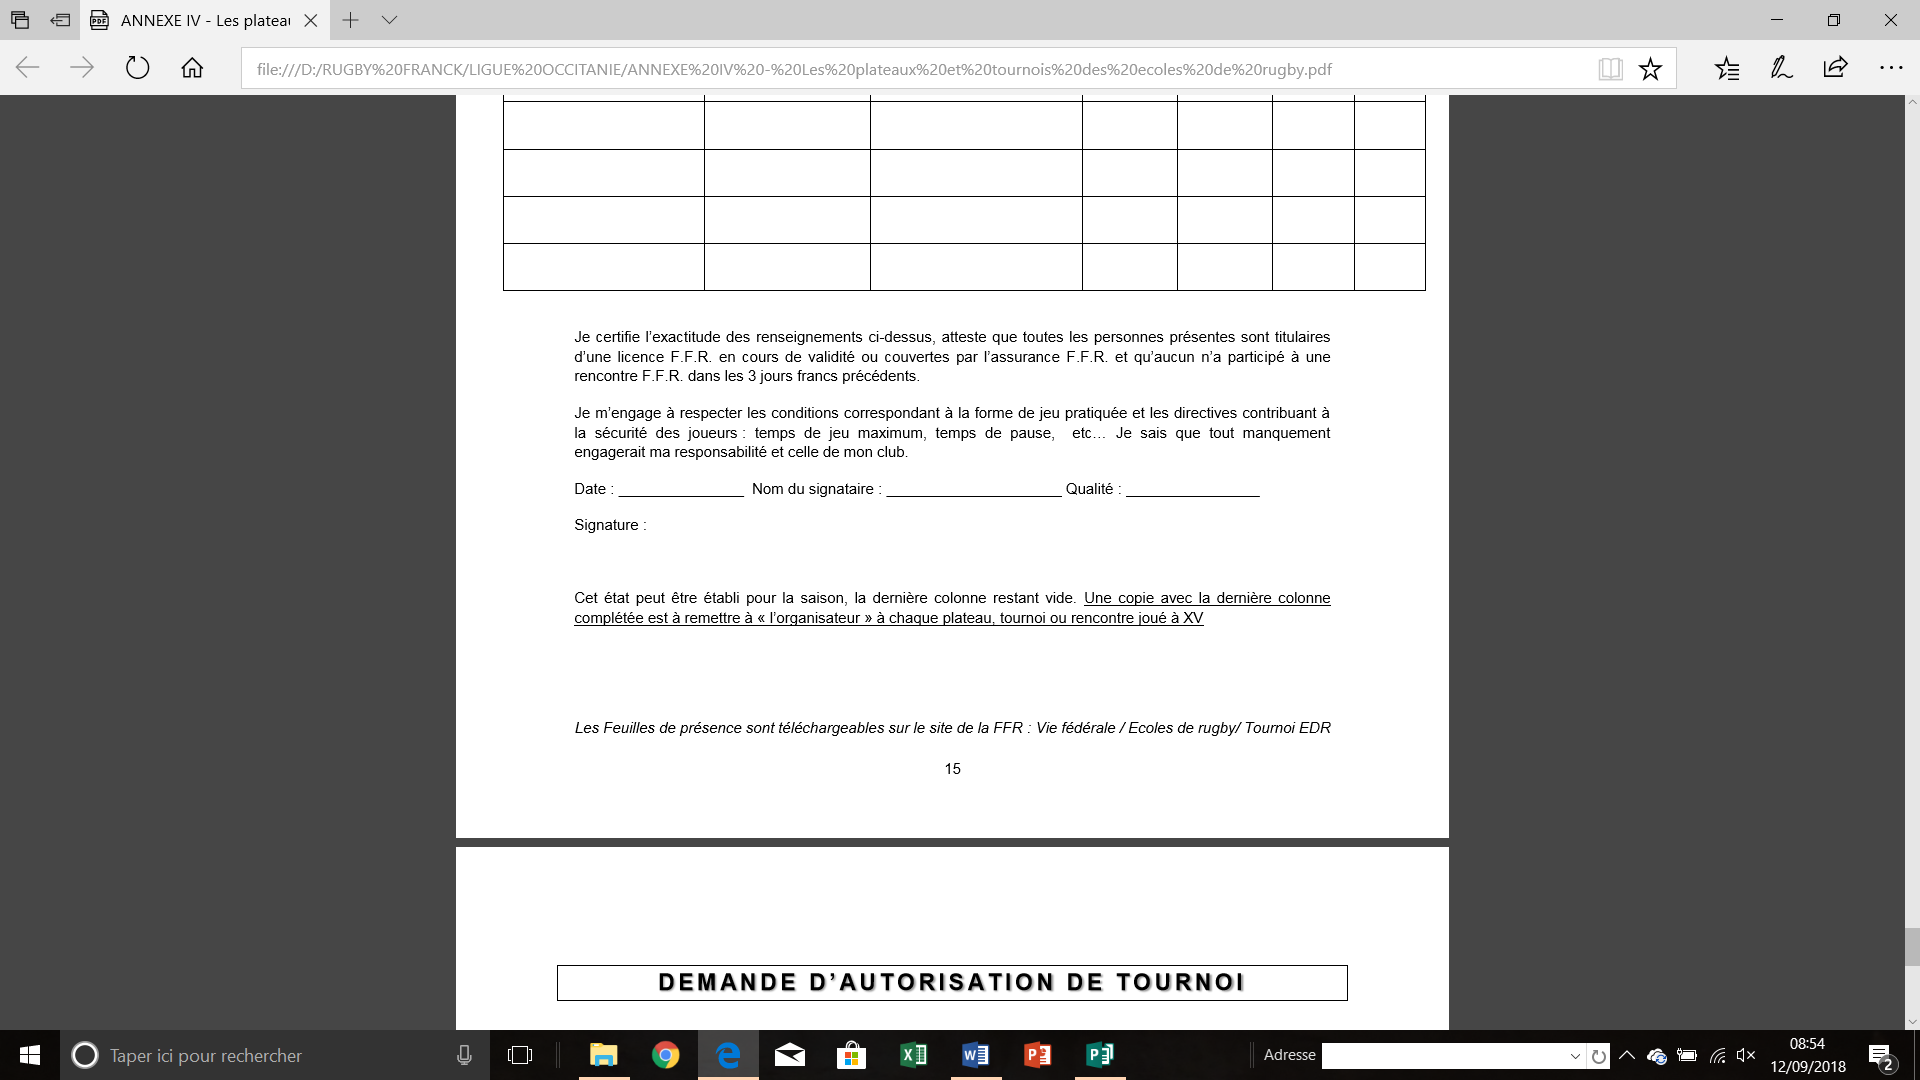 ANNEXE IV - Les plateau
file:///D:/RUGBY%20FRANCK/LIGUE%20OCCITANIE/ANNEXE%20IV%20-%20Les%20plateaux%20et%20tournois%20des%20ecoles%20de%20rugby.pdf
Je certifie l’exactitude des renseignements ci-dessus, atteste que toutes les personnes présentes sont titulaires
d’une licence F.F.R. en cours de validité ou couvertes par l’assurance F.F.R. et qu’aucun n’a participé à une
rencontre F.F.R. dans les 3 jours francs précédents.
Je m’engage à respecter les conditions correspondant à la forme de jeu pratiquée et les directives contribuant à
la sécurité des joueurs : temps de jeu maximum, temps de pause, etc… Je sais que tout manquement
engagerait ma responsabilité et celle de mon club.
Date : _______________ Nom du signataire : _____________________ Qualité : ________________
Signature :
Cet état peut être établi pour la saison, la dernière colonne restant vide. Une copie avec la dernière colonne
complétée est à remettre à « l’organisateur » à chaque plateau, tournoi ou rencontre joué à XV
Les Feuilles de présence sont téléchargeables sur le site de la FFR : Vie fédérale / Ecoles de rugby/ Tournoi EDR
15
DEMANDE D’AUTORISATION DE TOURNOI
Taper ici pour rechercher
Adresse
08:54
12/09/2018
2